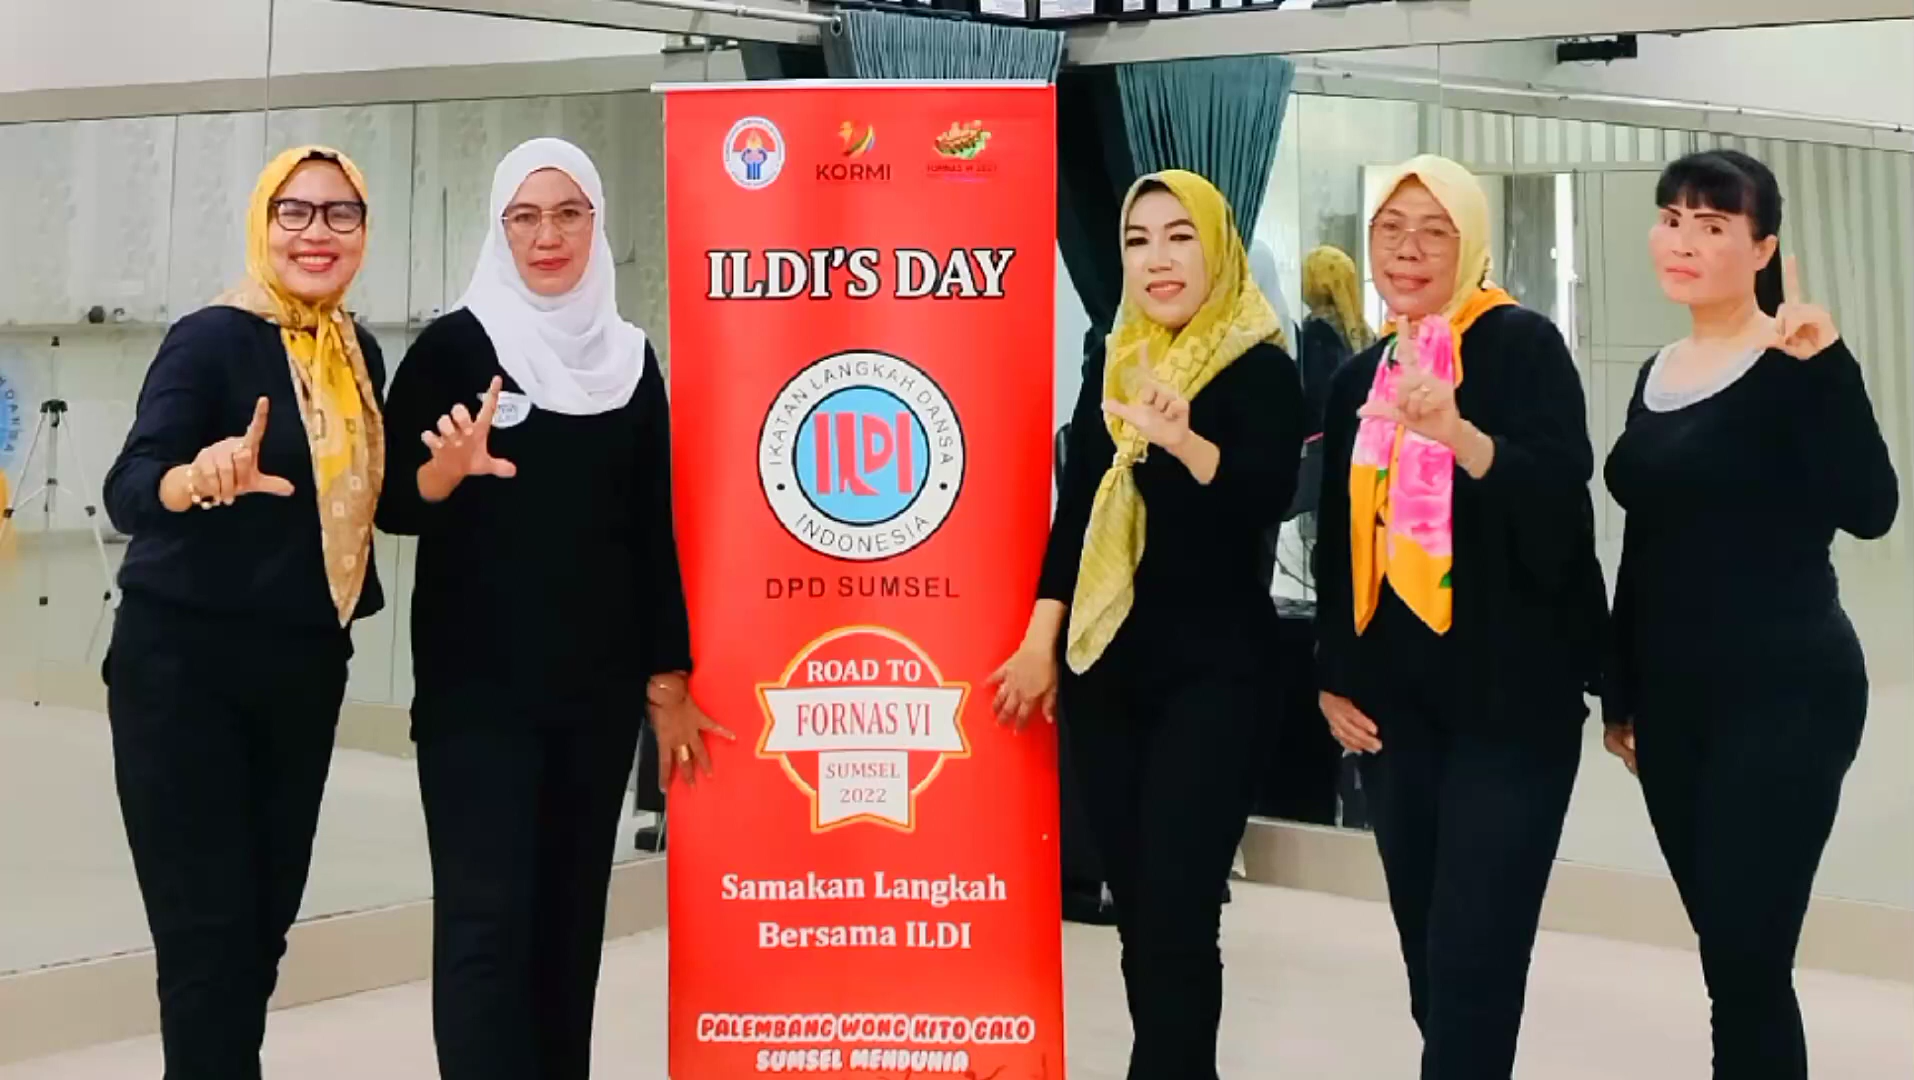 KORMI
ILDI'S DAY
IKATAN LANGKAH DANSA
ILDI
INDONESIA
DPD SUMSEL
ROAD TO
FORNAS VI
SUMSEL
2022
Samakan Langkah
Bersama ILDI
PALEMBANG WONG KITO GALO
SUMSEL MENDUNIA